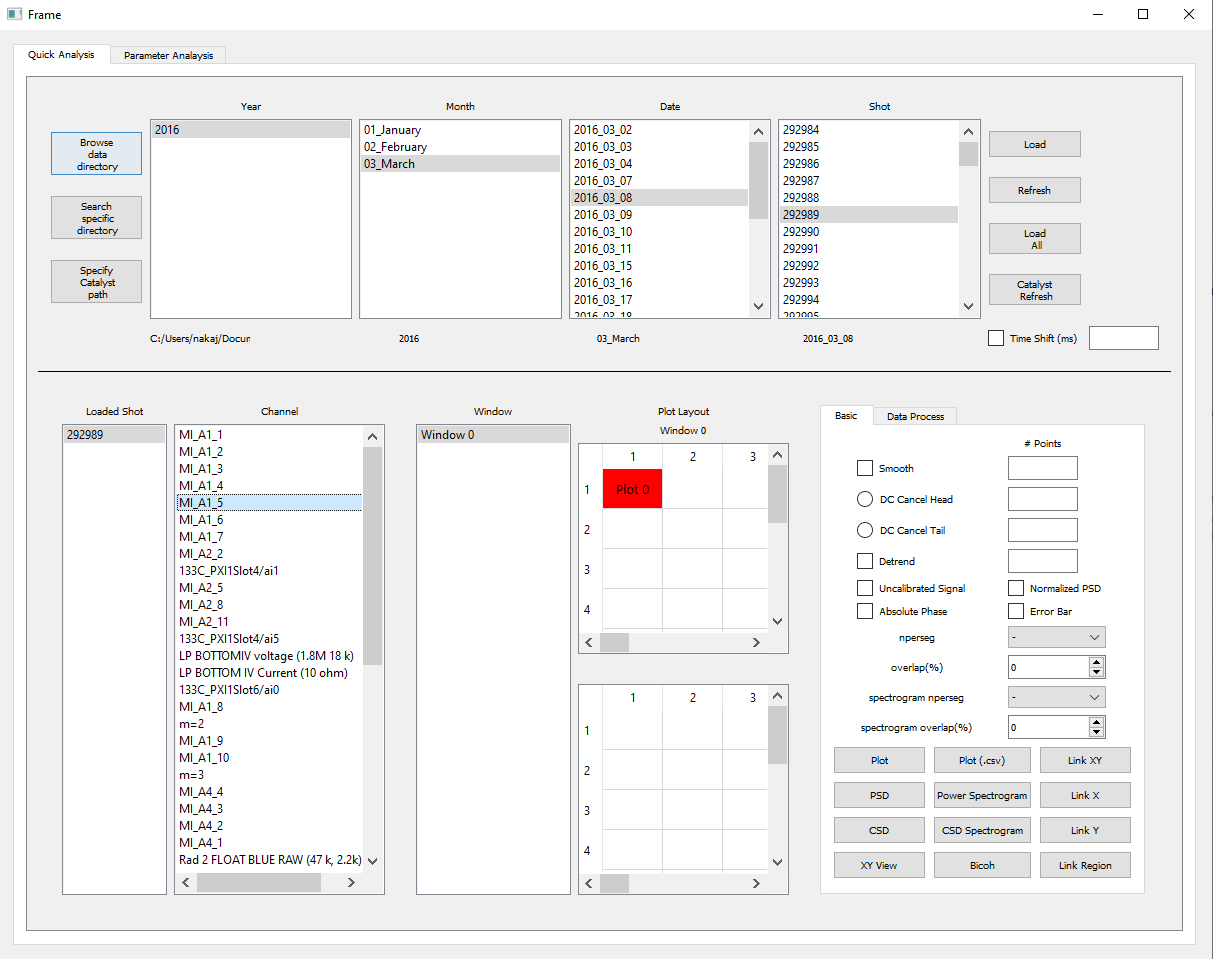 Frame
Quick Analysis
Parameter Analaysis
Year
Month
Date
Shot
Browse
data
directory
Search
specific
directory
Specify
Catalyst
path
2016
01_January
02_February
03_March
2016_03_02
2016_03_03
2016_03_04
2016_03_07
2016_03_08
2016_03_09
2016_03_10
2016_03_11
2016_03_15
2016_03_16
2016_03_17
2016_03_18
292984
292985
292986
292987
292988
292989
292990
292991
292992
292993
292994
292995
Load
Refresh
Load
All
Catalyst
Refresh
C:/Users/nakaj/Docur
2016
03_March
2016_03_08
Time Shift (ms)
Loaded Shot
292989
Channel
MI_A1_1
MI_A1_2
MI_A1_3
MI_A1_4
MI_A1_5
MI_A1_6
MI_A1_7
MI_A2_2
133C_PXI1Slot4/ai1
MI_A2_5
MI_A2_8
MI_A2_11
133C_PXI1Slot4/ai5
LP BOTTOMIV voltage (1.8M 18 k)
LP BOTTOM IV Current (10 ohm)
133C_PXI1Slot6/ai0
MI_A1_8
m=2
MI_A1_9
MI_A1_10
m=3
MI_A4_4
MI_A4_3
MI_A4_2
MI_A4_1
Rad 2 FLOAT BLUE RAW (47 k, 2.2k)
Window
Window 0
Plot Layout
Window 0
1 2 3
1 Plot 0
2
3
4
1 2 3
1
2
3
4
Basic
Data Process
# Points
Smooth
DC Cancel Head
DC Cancel Tail
Detrend
Uncalibrated Signal
Normalized PSD
Absolute Phase
Error Bar
nperseg -
overlap(%) 0
spectrogram nperseg -
spectrogram overlap(%) 0
Plot
Plot (.csv)
Link XY
PSD
Power Spectrogram
Link X
CSD
CSD Spectrogram
Link Y
XY View
Bicoh
Link Region